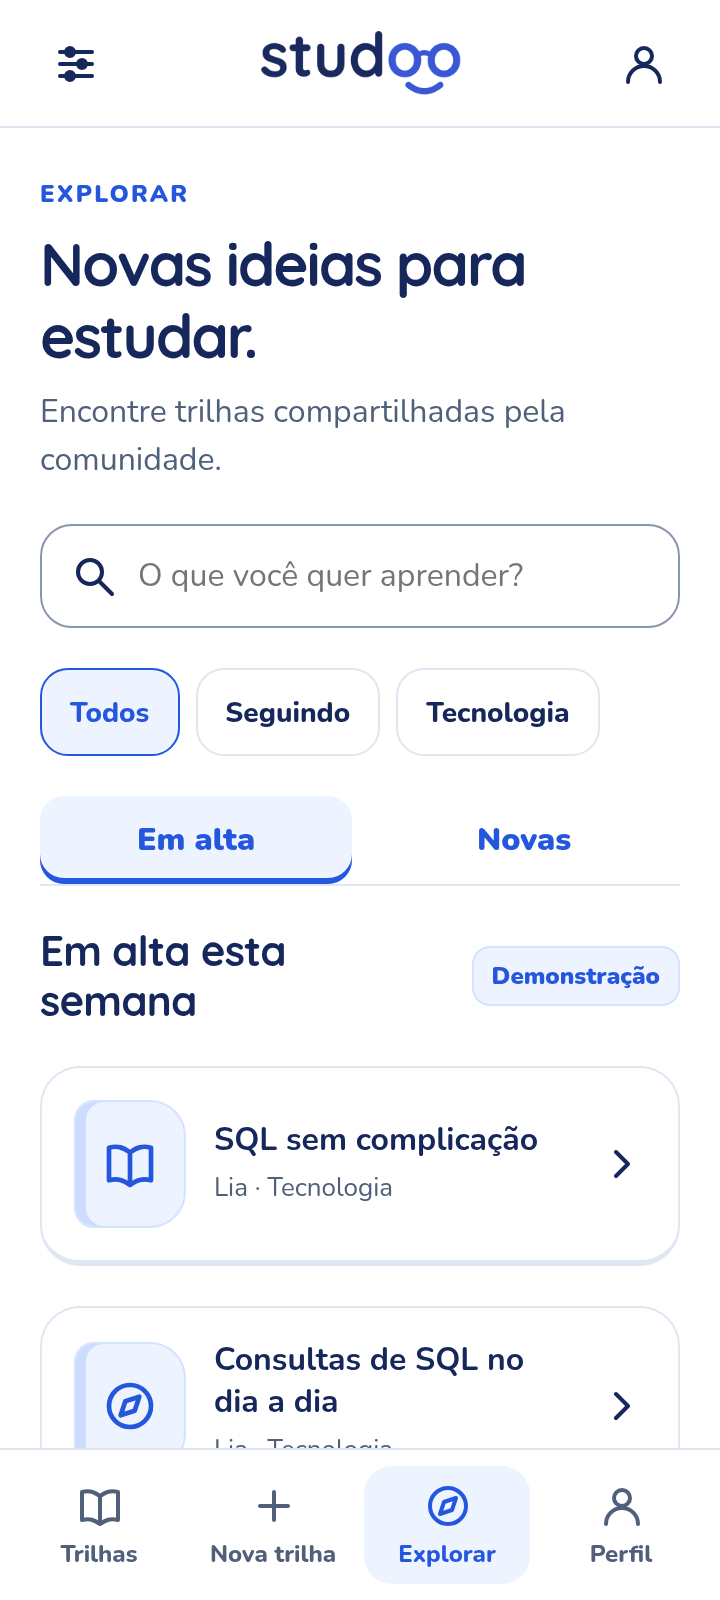 studoo
EXPLORAR
Novas ideias para
estudar.
Encontre trilhas compartilhadas pela
comunidade.
O que você quer aprender?
Todos
Seguindo
Tecnologia
Em alta
Novas
Em alta esta
semana
Demonstração
SQL sem complicação
Lia · Tecnologia
Consultas de SQL no
dia a dia
Lia · Tecnologia
Trilhas
Nova trilha
Explorar
Perfil